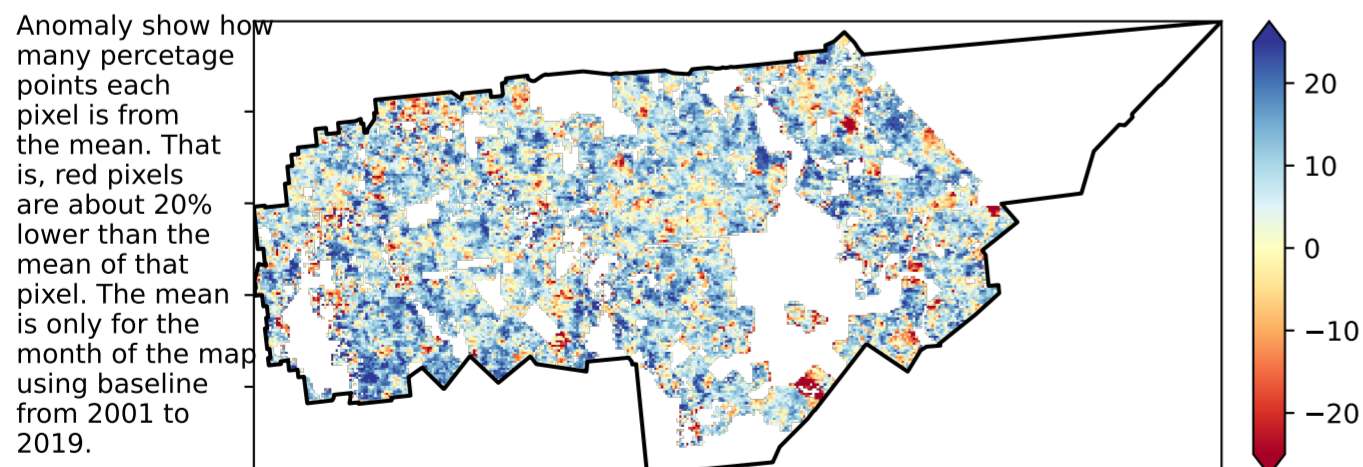 Anomaly show how
many percetage
points each
pixel is from
the mean. That
is, red pixels
are about 20%
lower than the
mean of that
pixel. The mean
is only for the
month of the map
using baseline
from 2001 to
2019.
20
10
0
−10
−20